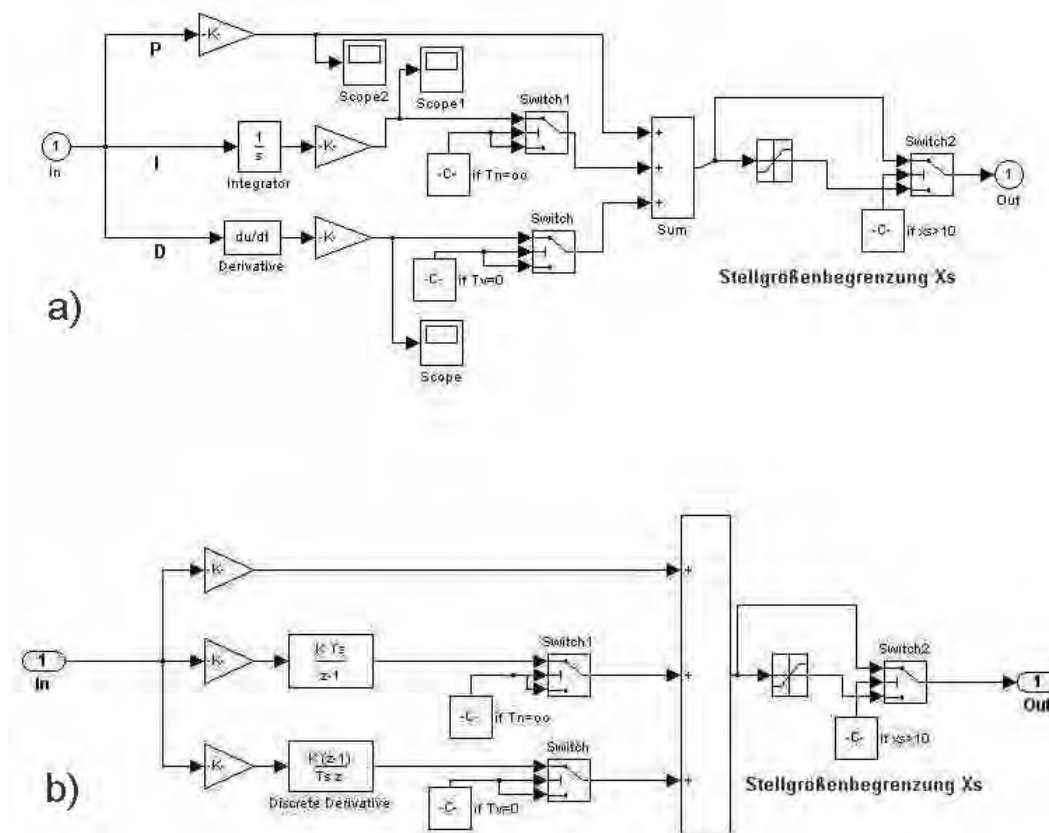 -K-
P
Scope2
Scope1
Switch1
1
In
I
1
s
Integrator
-K-
-C-
if Tn=oo
+
+
+
Sum
Switch2
1
Out
-C-
if xs>10
D
du/dt
Derivative
-K-
Switch
-C-
if Tv=0
Stellgrößenbegrenzung Xs
a)
Scope
-K-
+
1
In
-K-
K Ts
z-1
Switch1
-C-
if Tn=oo
+
Switch2
1
Out
-C-
if xs>10
-K-
K (z-1)
Ts z
Discrete Derivative
Switch
-C-
if Tv=0
+
Stellgrößenbegrenzung Xs
b)